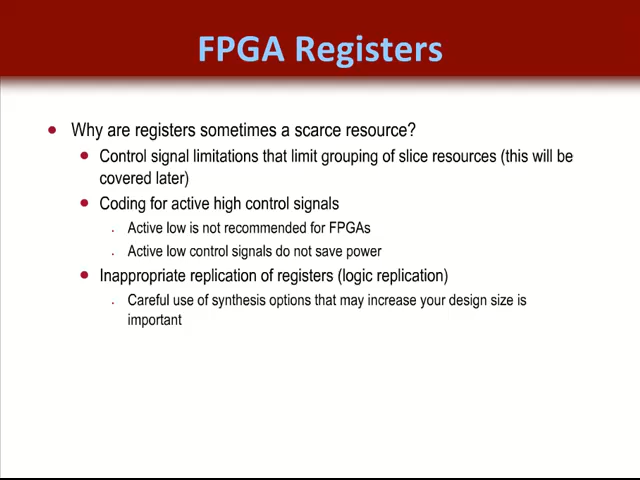 FPGA Registers
Why are registers sometimes a scarce resource?
Control signal limitations that limit grouping of slice resources (this will be
covered later)
Coding for active high control signals
Active low is not recommended for FPGAs
Active low control signals do not save power
Inappropriate replication of registers (logic replication)
Careful use of synthesis options that may increase your design size is
important